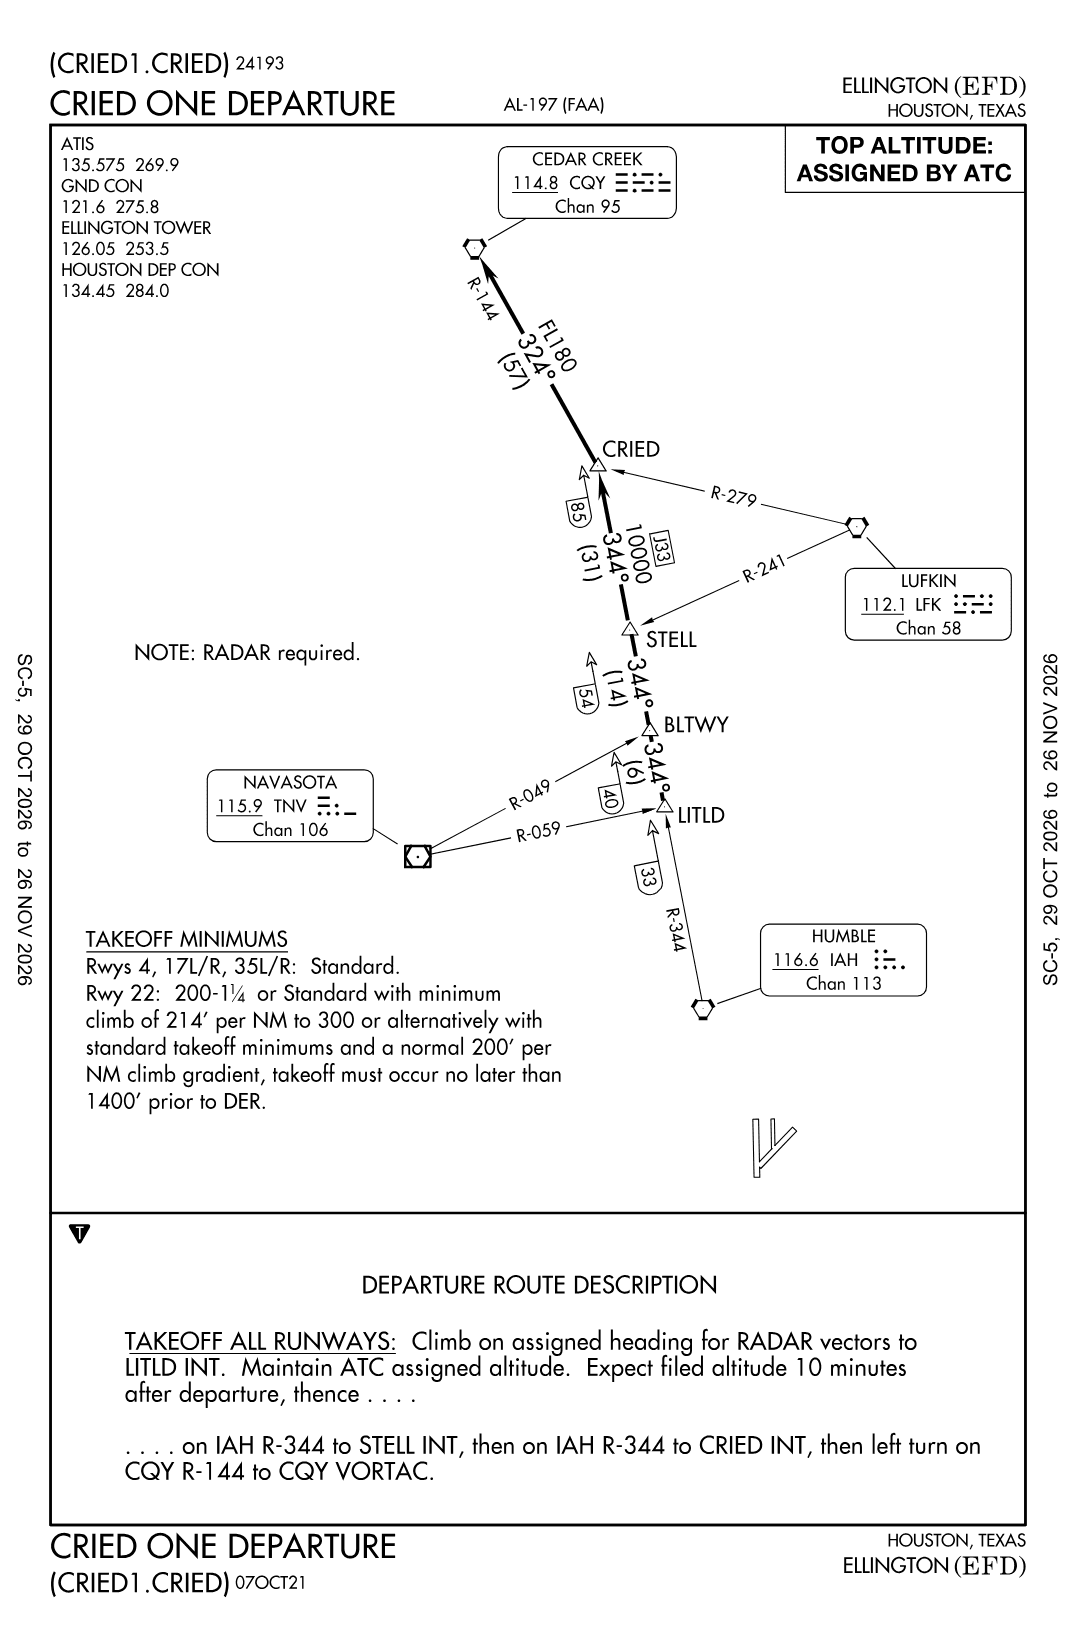 (CRIED1.CRIED) 24193
CRIED ONE DEPARTURE
AL-197 (FAA)
ELLINGTON (EFD)
HOUSTON, TEXAS
ATIS
135.575 269.9
GND CON
121.6 275.8
ELLINGTON TOWER
126.05 253.5
HOUSTON DEP CON
134.45 284.0
TOP ALTITUDE:
ASSIGNED BY ATC
CEDAR CREEK
114.8 CQY
Chan 95
R-144
FL180
324°
(57)
CRIED
R-279
85
J33
10000
344°
(31)
R-241
LUFKIN
112.1 LFK
Chan 58
STELL
NOTE: RADAR required.
344°
(14)
54
BLTWY
344°
(6)
40
NAVASOTA
115.9 TNV
Chan 106
R-049
R-059
LITLD
33
R-344
HUMBLE
116.6 IAH
Chan 113
TAKEOFF MINIMUMS
Rwys 4, 17L/R, 35L/R: Standard.
Rwy 22: 200-1¼ or Standard with minimum
climb of 214' per NM to 300 or alternatively with
standard takeoff minimums and a normal 200' per
NM climb gradient, takeoff must occur no later than
1400' prior to DER.
T
DEPARTURE ROUTE DESCRIPTION
TAKEOFF ALL RUNWAYS: Climb on assigned heading for RADAR vectors to
LITLD INT. Maintain ATC assigned altitude. Expect filed altitude 10 minutes
after departure, thence . . . .
. . . . on IAH R-344 to STELL INT, then on IAH R-344 to CRIED INT, then left turn on
CQY R-144 to CQY VORTAC.
CRIED ONE DEPARTURE
(CRIED1.CRIED) 07OCT21
HOUSTON, TEXAS
ELLINGTON (EFD)
SC-5, 29 OCT 2026 to 26 NOV 2026
SC-5, 29 OCT 2026 to 26 NOV 2026